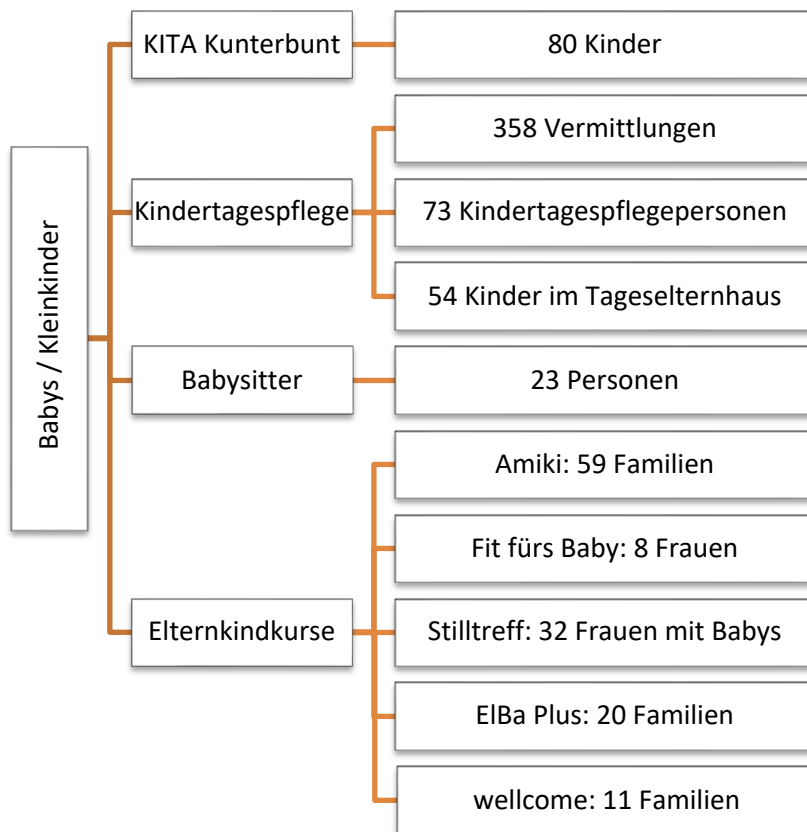 Babys / Kleinkinder
KITA Kunterbunt
80 Kinder
Kindertagespflege
358 Vermittlungen
73 Kindertagespflegepersonen
54 Kinder im Tageselternhaus
Babysitter
23 Personen
Elternkindkurse
Amiki: 59 Familien
Fit fürs Baby: 8 Frauen
Stilltreff: 32 Frauen mit Babys
ElBa Plus: 20 Familien
wellcome: 11 Familien